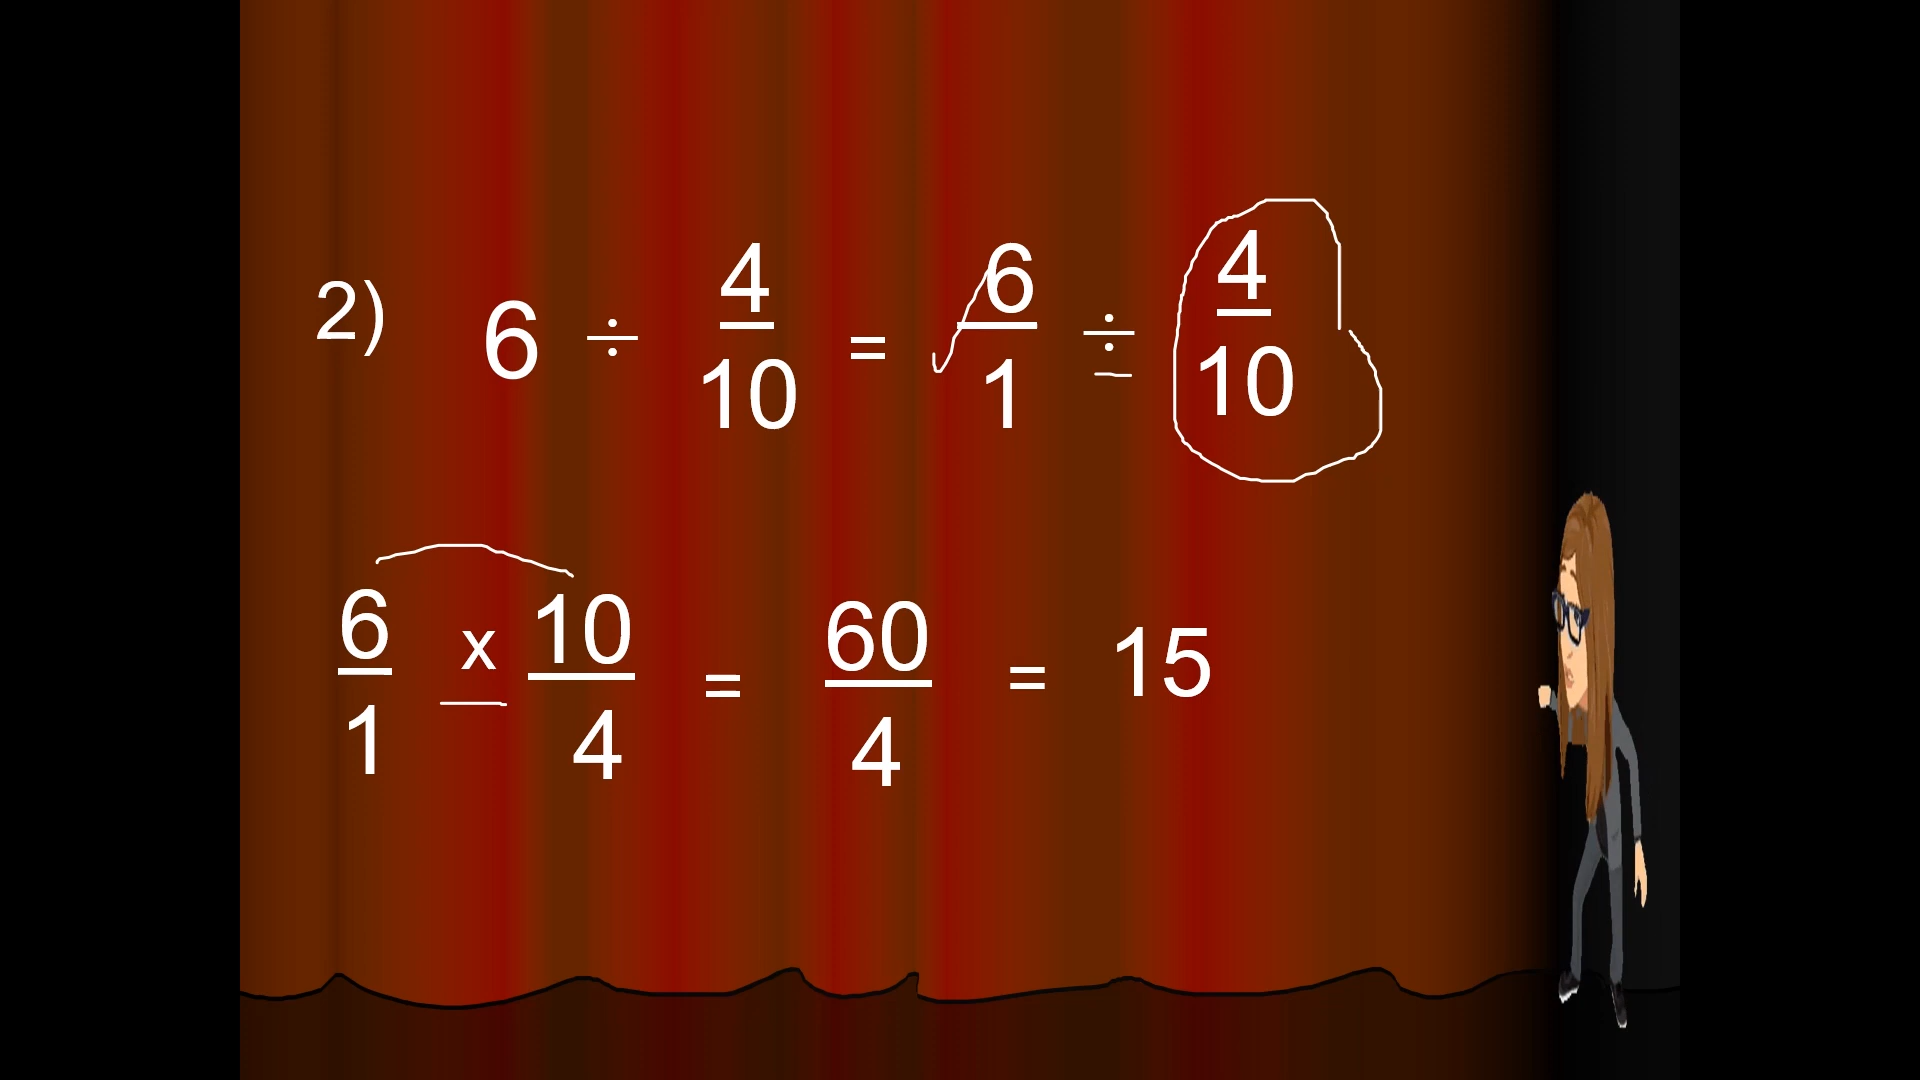 2) 6 ÷ 4/10 = 6/1 ÷ 4/10
6/1 x 10/4 = 60/4 = 15